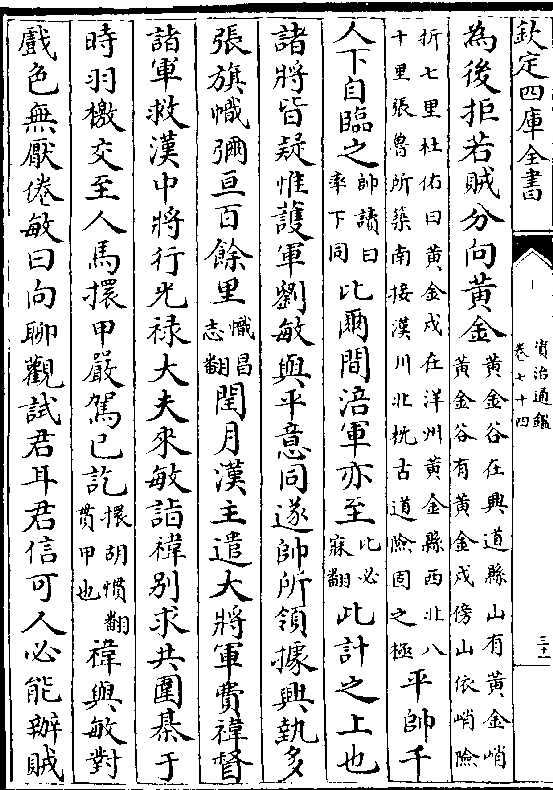 欽定四庫全書
資治通鑑
卷七十四
三十一
為後拒若賊分向黃金黃金谷在興道縣山有黃金峭黃金谷有黃金戍傍山依峭險
折七里杜佑曰黃金戍在洋州黃金縣西北八十里張魯所築南接漢川北枕古道險固之極平帥千
人下自臨之帥讀曰率下同比爾間涪軍亦至比必寐翻此計之上也
諸將皆疑惟護軍劉敏與平意同遂帥所領據興埶多
張旗幟彌亘百餘里幟昌志翻閏月漢主遣大將軍費禕督
諸軍救漢中將行光祿大夫來敏詣禕別求共圍棊于
時羽檄交至人馬擐甲嚴駕已訖擐胡慣翻貫甲也禕與敏對
戲色無厭倦敏曰向聊觀試君耳君信可人必能辦賊